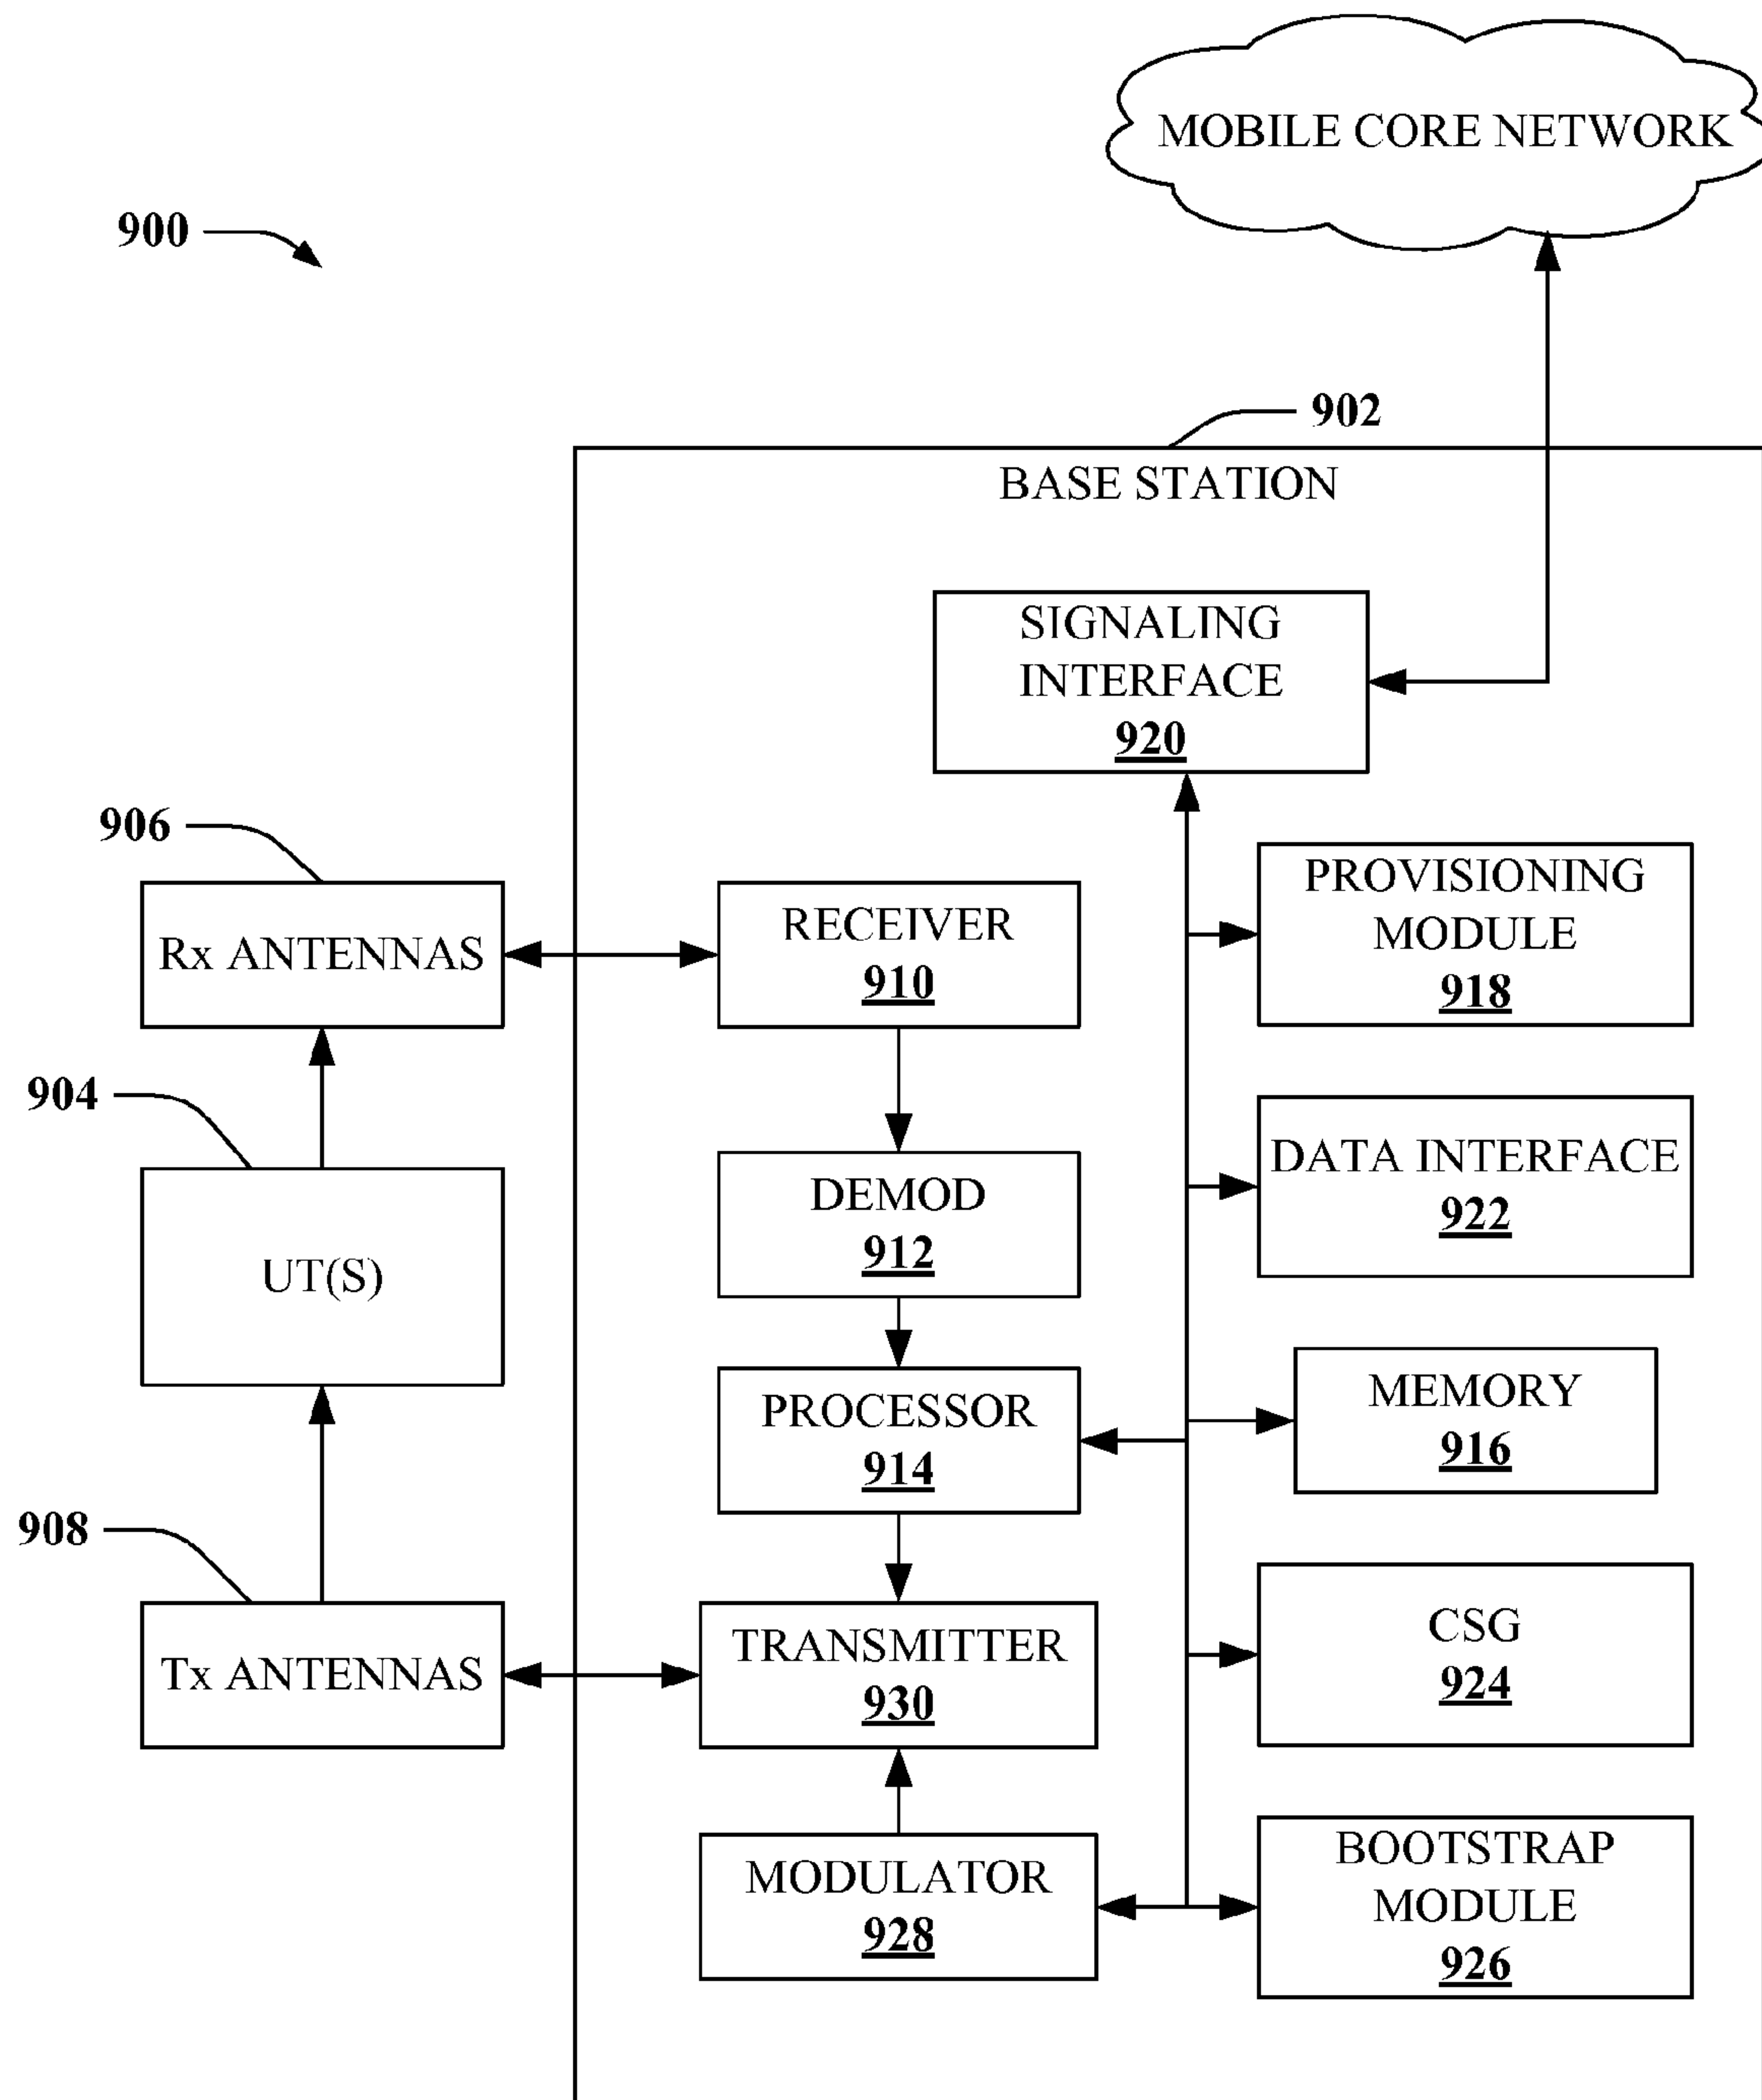 MOBILE CORE NETWORK
900
902
BASE STATION
SIGNALING
INTERFACE
920
906
Rx ANTENNAS
RECEIVER
910
PROVISIONING
MODULE
918
904
UT(S)
DEMOD
912
DATA INTERFACE
922
PROCESSOR
914
MEMORY
916
908
Tx ANTENNAS
TRANSMITTER
930
CSG
924
MODULATOR
928
BOOTSTRAP
MODULE
926